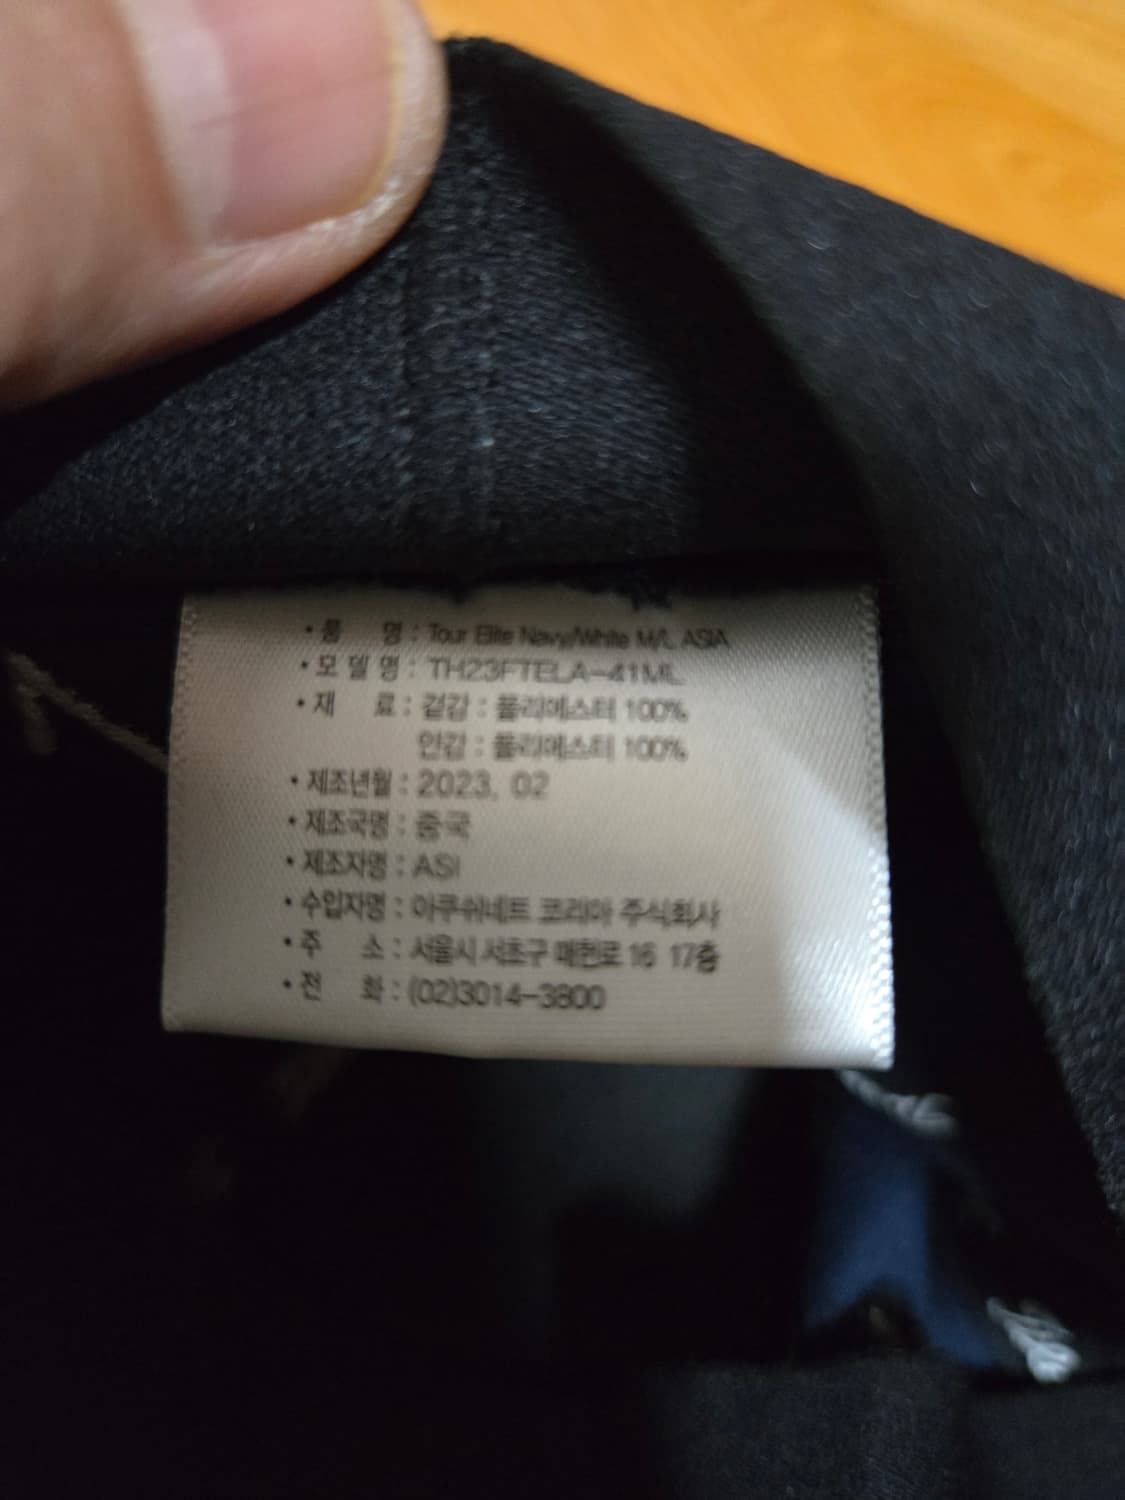 • 품 명 : Tour Elite Navy/White M/L ASIA
• 모델명 : TH23FTELA-41ML
• 재 료 : 겉감 : 폴리에스터 100%
안감 : 폴리에스터 100%
• 제조년월 : 2023. 02
• 제조국명 : 중국
• 제조자명 : ASI
• 수입자명 : 아쿠쉬네트 코리아 주식회사
• 주 소 : 서울시 서초구 매헌로 16 17층
• 전 화 : (02)3014-3800